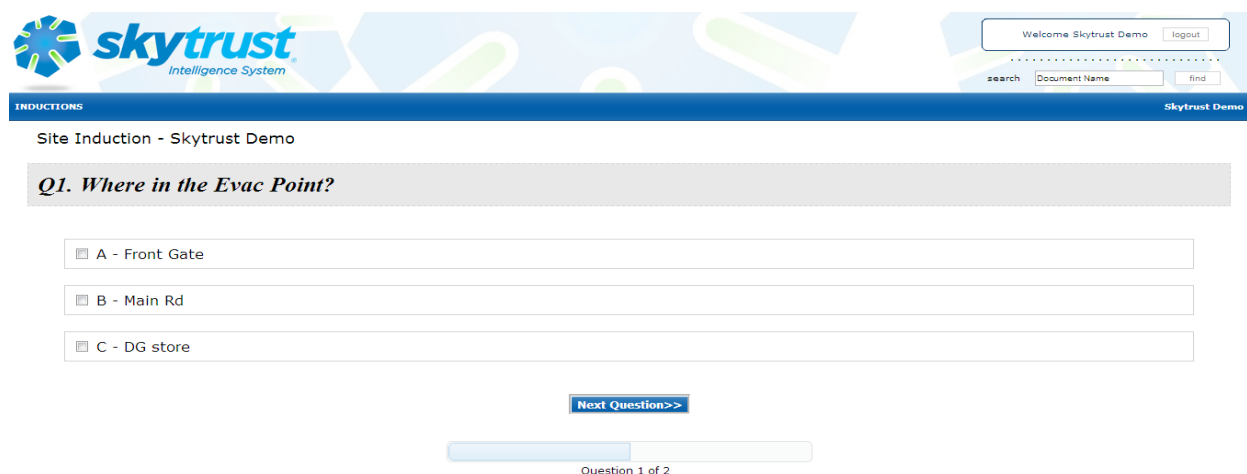 skytrust
Intelligence System
Welcome Skytrust Demo logout
search Document Name find
INDUCTIONS Skytrust Demo
Site Induction - Skytrust Demo
Q1. Where in the Evac Point?
A - Front Gate
B - Main Rd
C - DG store
Next Question>>
Question 1 of 2